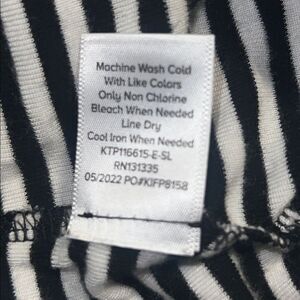 Machine Wash Cold
With Like Colors
Only Non Chlorine
Bleach When Needed
Line Dry
Cool Iron When Needed
KTP116615-E-SL
RN131335
05/2022 PO#KIFP8158